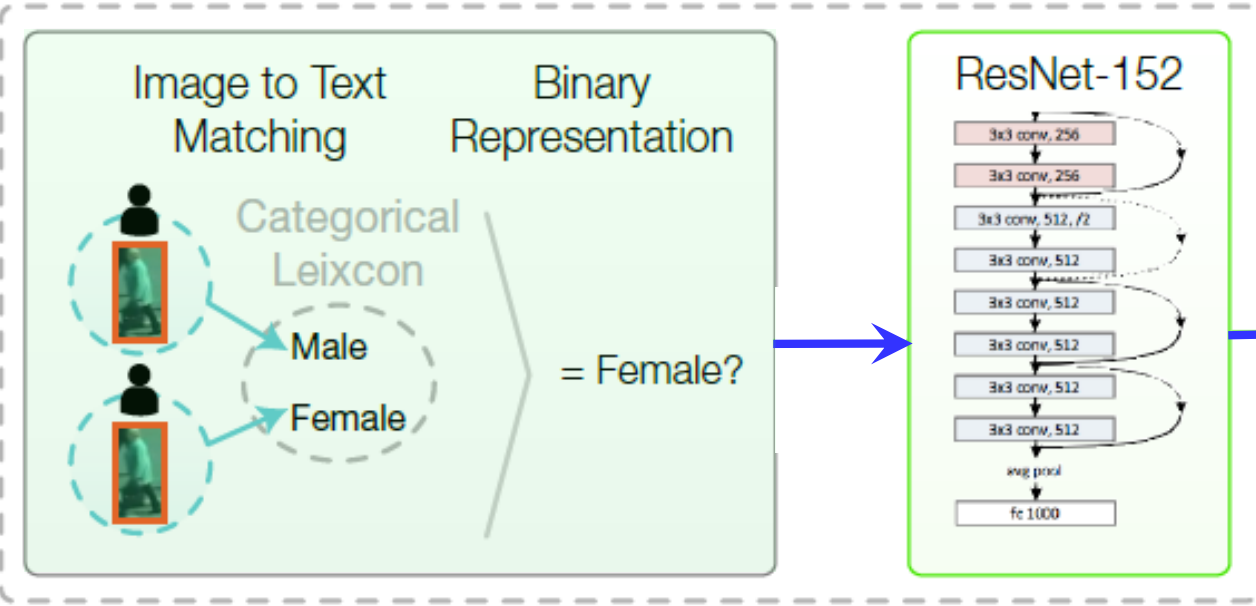 Image to Text
Matching
Binary
Representation
Categorical
Leixcon
Male
Female
= Female?
ResNet-152
3x3 conv, 256
3x3 conv, 256
3x3 conv, 512, /2
3x3 conv, 512
3x3 conv, 512
3x3 conv, 512
3x3 conv, 512
3x3 conv, 512
avg pool
fc 1000